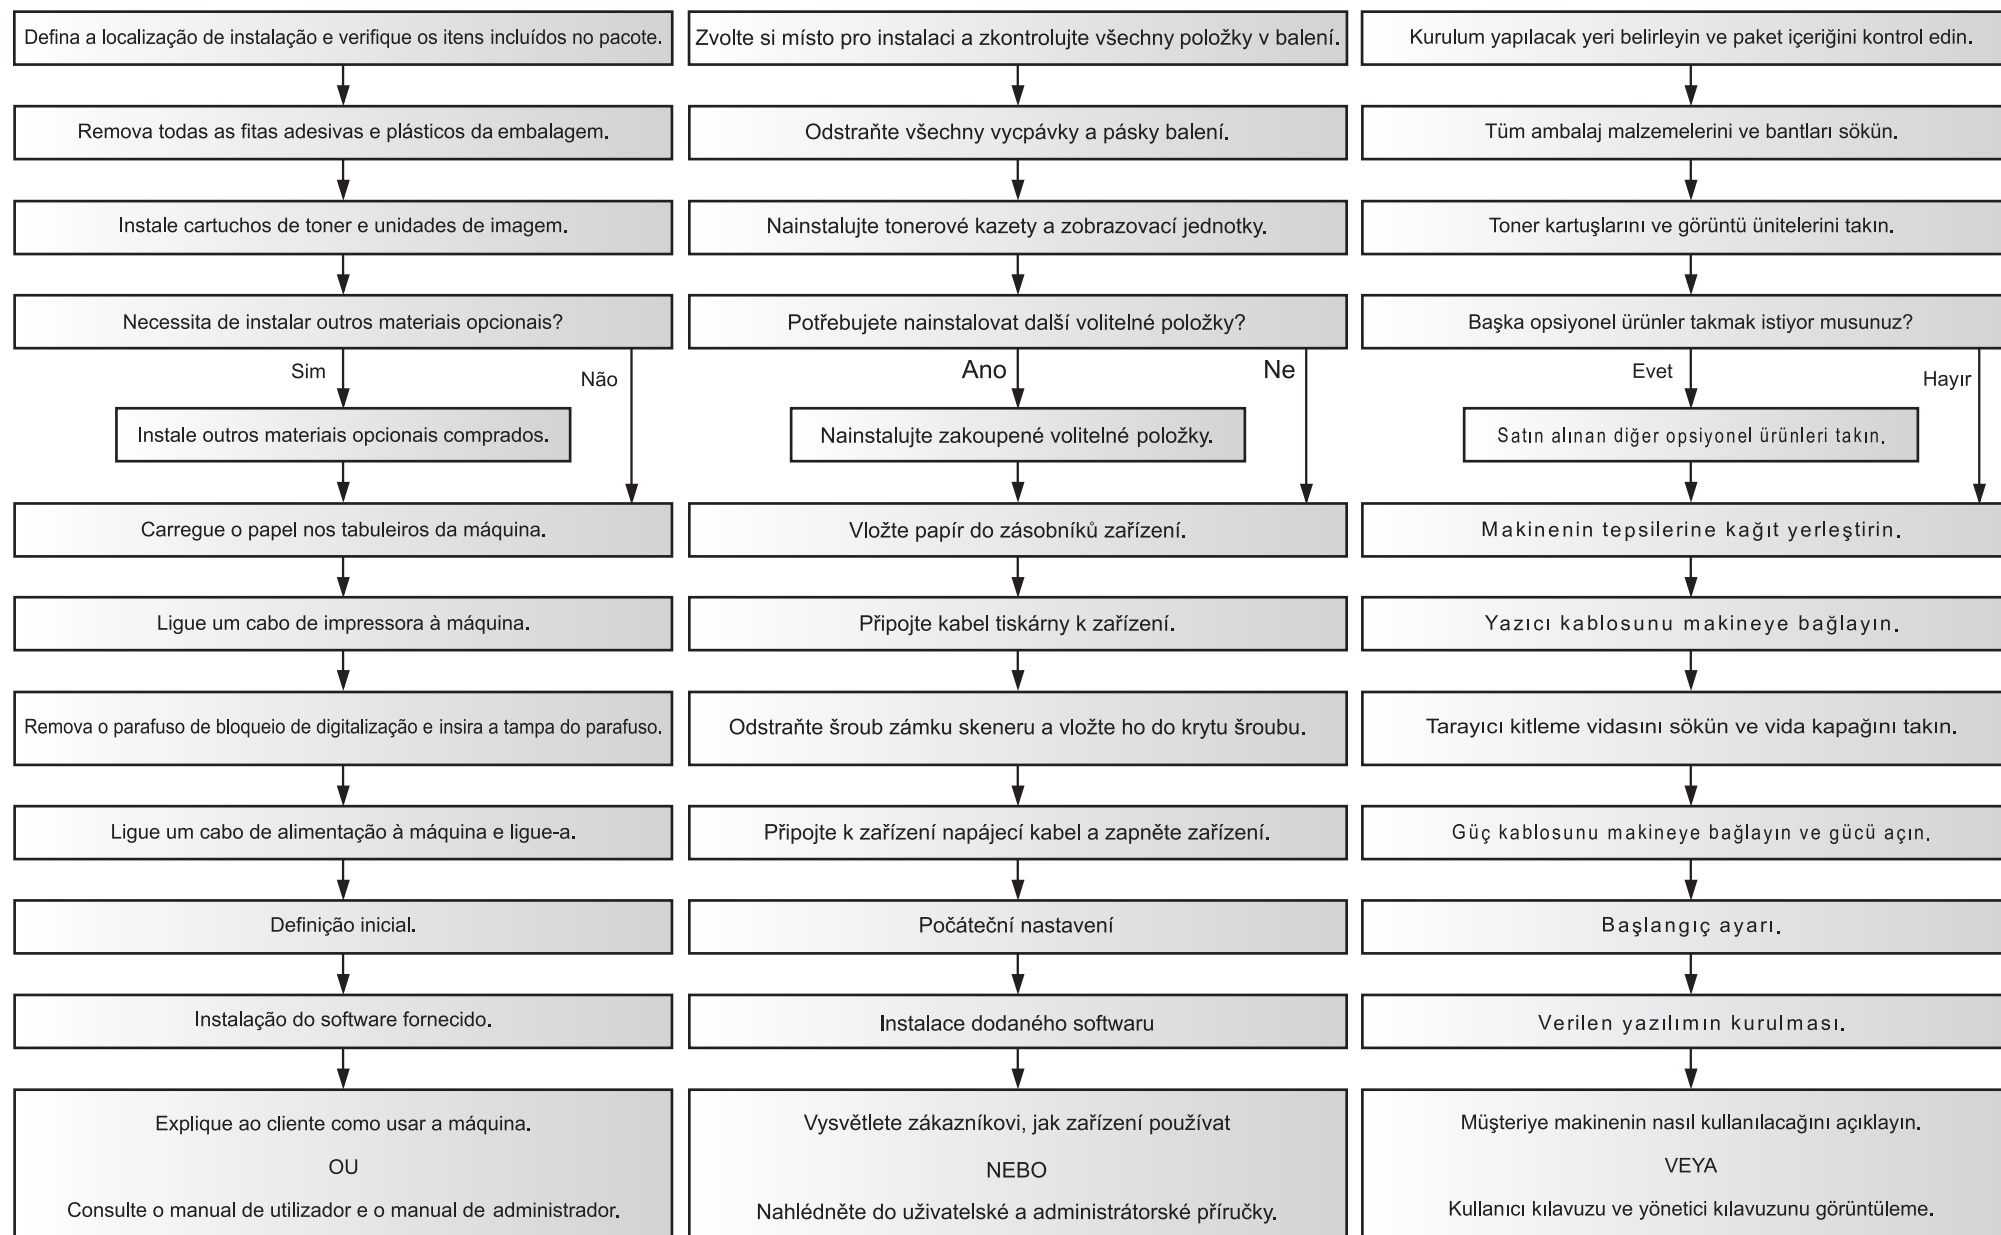 Defina a localização de instalação e verifique os itens incluídos no pacote.
Remova todas as fitas adesivas e plásticos da embalagem.
Instale cartuchos de toner e unidades de imagem.
Necessita de instalar outros materiais opcionais?
Sim
Não
Instale outros materiais opcionais comprados.
Carregue o papel nos tabuleiros da máquina.
Ligue um cabo de impressora à máquina.
Remova o parafuso de bloqueio de digitalização e insira a tampa do parafuso.
Ligue um cabo de alimentação à máquina e ligue-a.
Definição inicial.
Instalação do software fornecido.
Explique ao cliente como usar a máquina.
OU
Consulte o manual de utilizador e o manual de administrador.
Zvolte si místo pro instalaci a zkontrolujte všechny položky v balení.
Odstraňte všechny vycpávky a pásky balení.
Nainstalujte tonerové kazety a zobrazovací jednotky.
Potřebujete nainstalovat další volitelné položky?
Ano
Ne
Nainstalujte zakoupené volitelné položky.
Vložte papír do zásobníků zařízení.
Připojte kabel tiskárny k zařízení.
Odstraňte šroub zámku skeneru a vložte ho do krytu šroubu.
Připojte k zařízení napájecí kabel a zapněte zařízení.
Počáteční nastavení
Instalace dodaného softwaru
Vysvětlete zákazníkovi, jak zařízení používat
NEBO
Nahlédněte do uživatelské a administrátorské příručky.
Kurulum yapılacak yeri belirleyin ve paket içeriğini kontrol edin.
Tüm ambalaj malzemelerini ve bantları sökün.
Toner kartuşlarını ve görüntü ünitelerini takın.
Başka opsiyonel ürünler takmak istiyor musunuz?
Evet
Hayır
Satın alınan diğer opsiyonel ürünleri takın.
Makinenin tepsilerine kağıt yerleştirin.
Yazıcı kablosunu makineye bağlayın.
Tarayıcı kitleme vidasını sökün ve vida kapağını takın.
Güç kablosunu makineye bağlayın ve gücü açın.
Başlangıç ayarı.
Verilen yazılımın kurulması.
Müşteriye makinenin nasıl kullanılacağını açıklayın.
VEYA
Kullanıcı kılavuzu ve yönetici kılavuzunu görüntüleme.